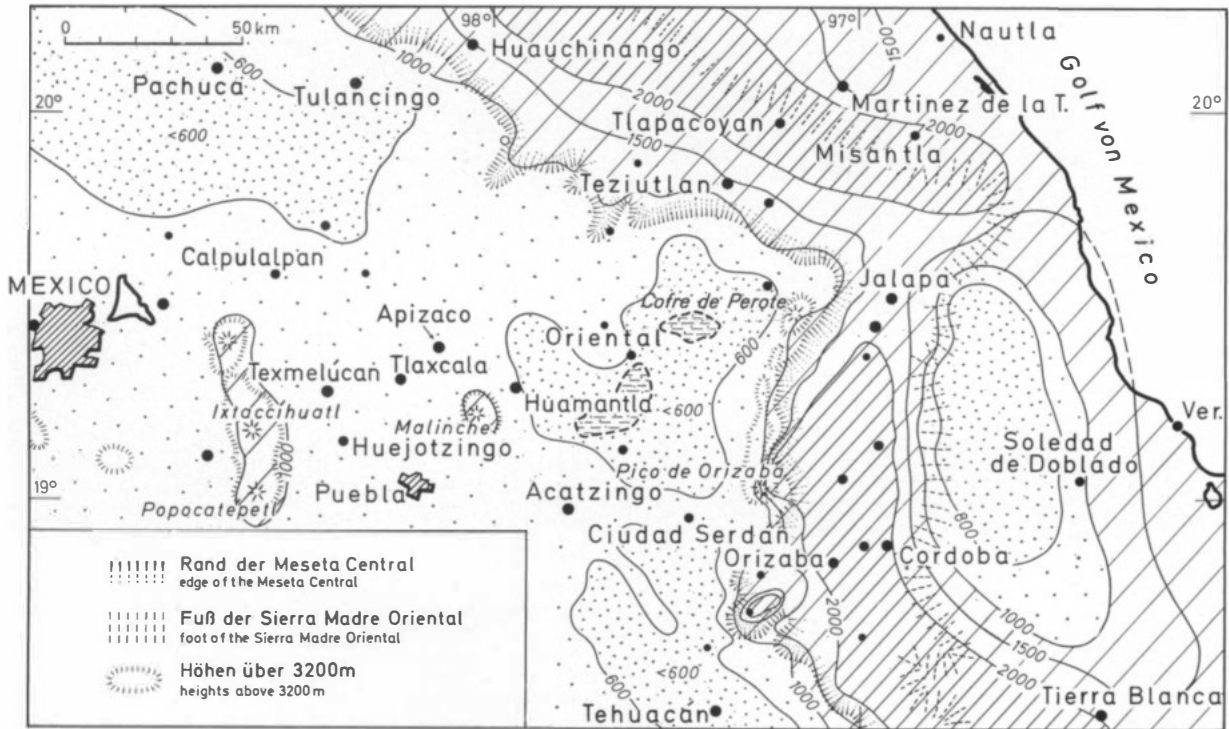 0 50 km
98°
97°
Nautla
Huauchinango
1500
600
1000
Pachuca
Tulancingo
Golf von Mexico
20°
2000
Martinez de la T.
20°
<600
Tlapacoyan
2000
1500
Misantla
Teziutlan
Calpulalpan
MEXICO
Jalapa
Cofre de Perote
Apizaco
Oriental
600
Texmelúcan
Tlaxcala
Ixtaccihuatl
Huamantla
<600
Malinche
1000
Huejotzingo
Ver.
Soledad
de Doblado
Pico de Orizaba
19°
Puebla
Acatzingo
Popocatepetl
800
Ciudad Serdán
Orizaba
Cordoba
Rand der Meseta Central
edge of the Meseta Central
Fuß der Sierra Madre Oriental
foot of the Sierra Madre Oriental
Höhen über 3200m
heights above 3200m
2000
1000
1500
<600
600
1000
2000
Tehuacán
Tierra Blanca